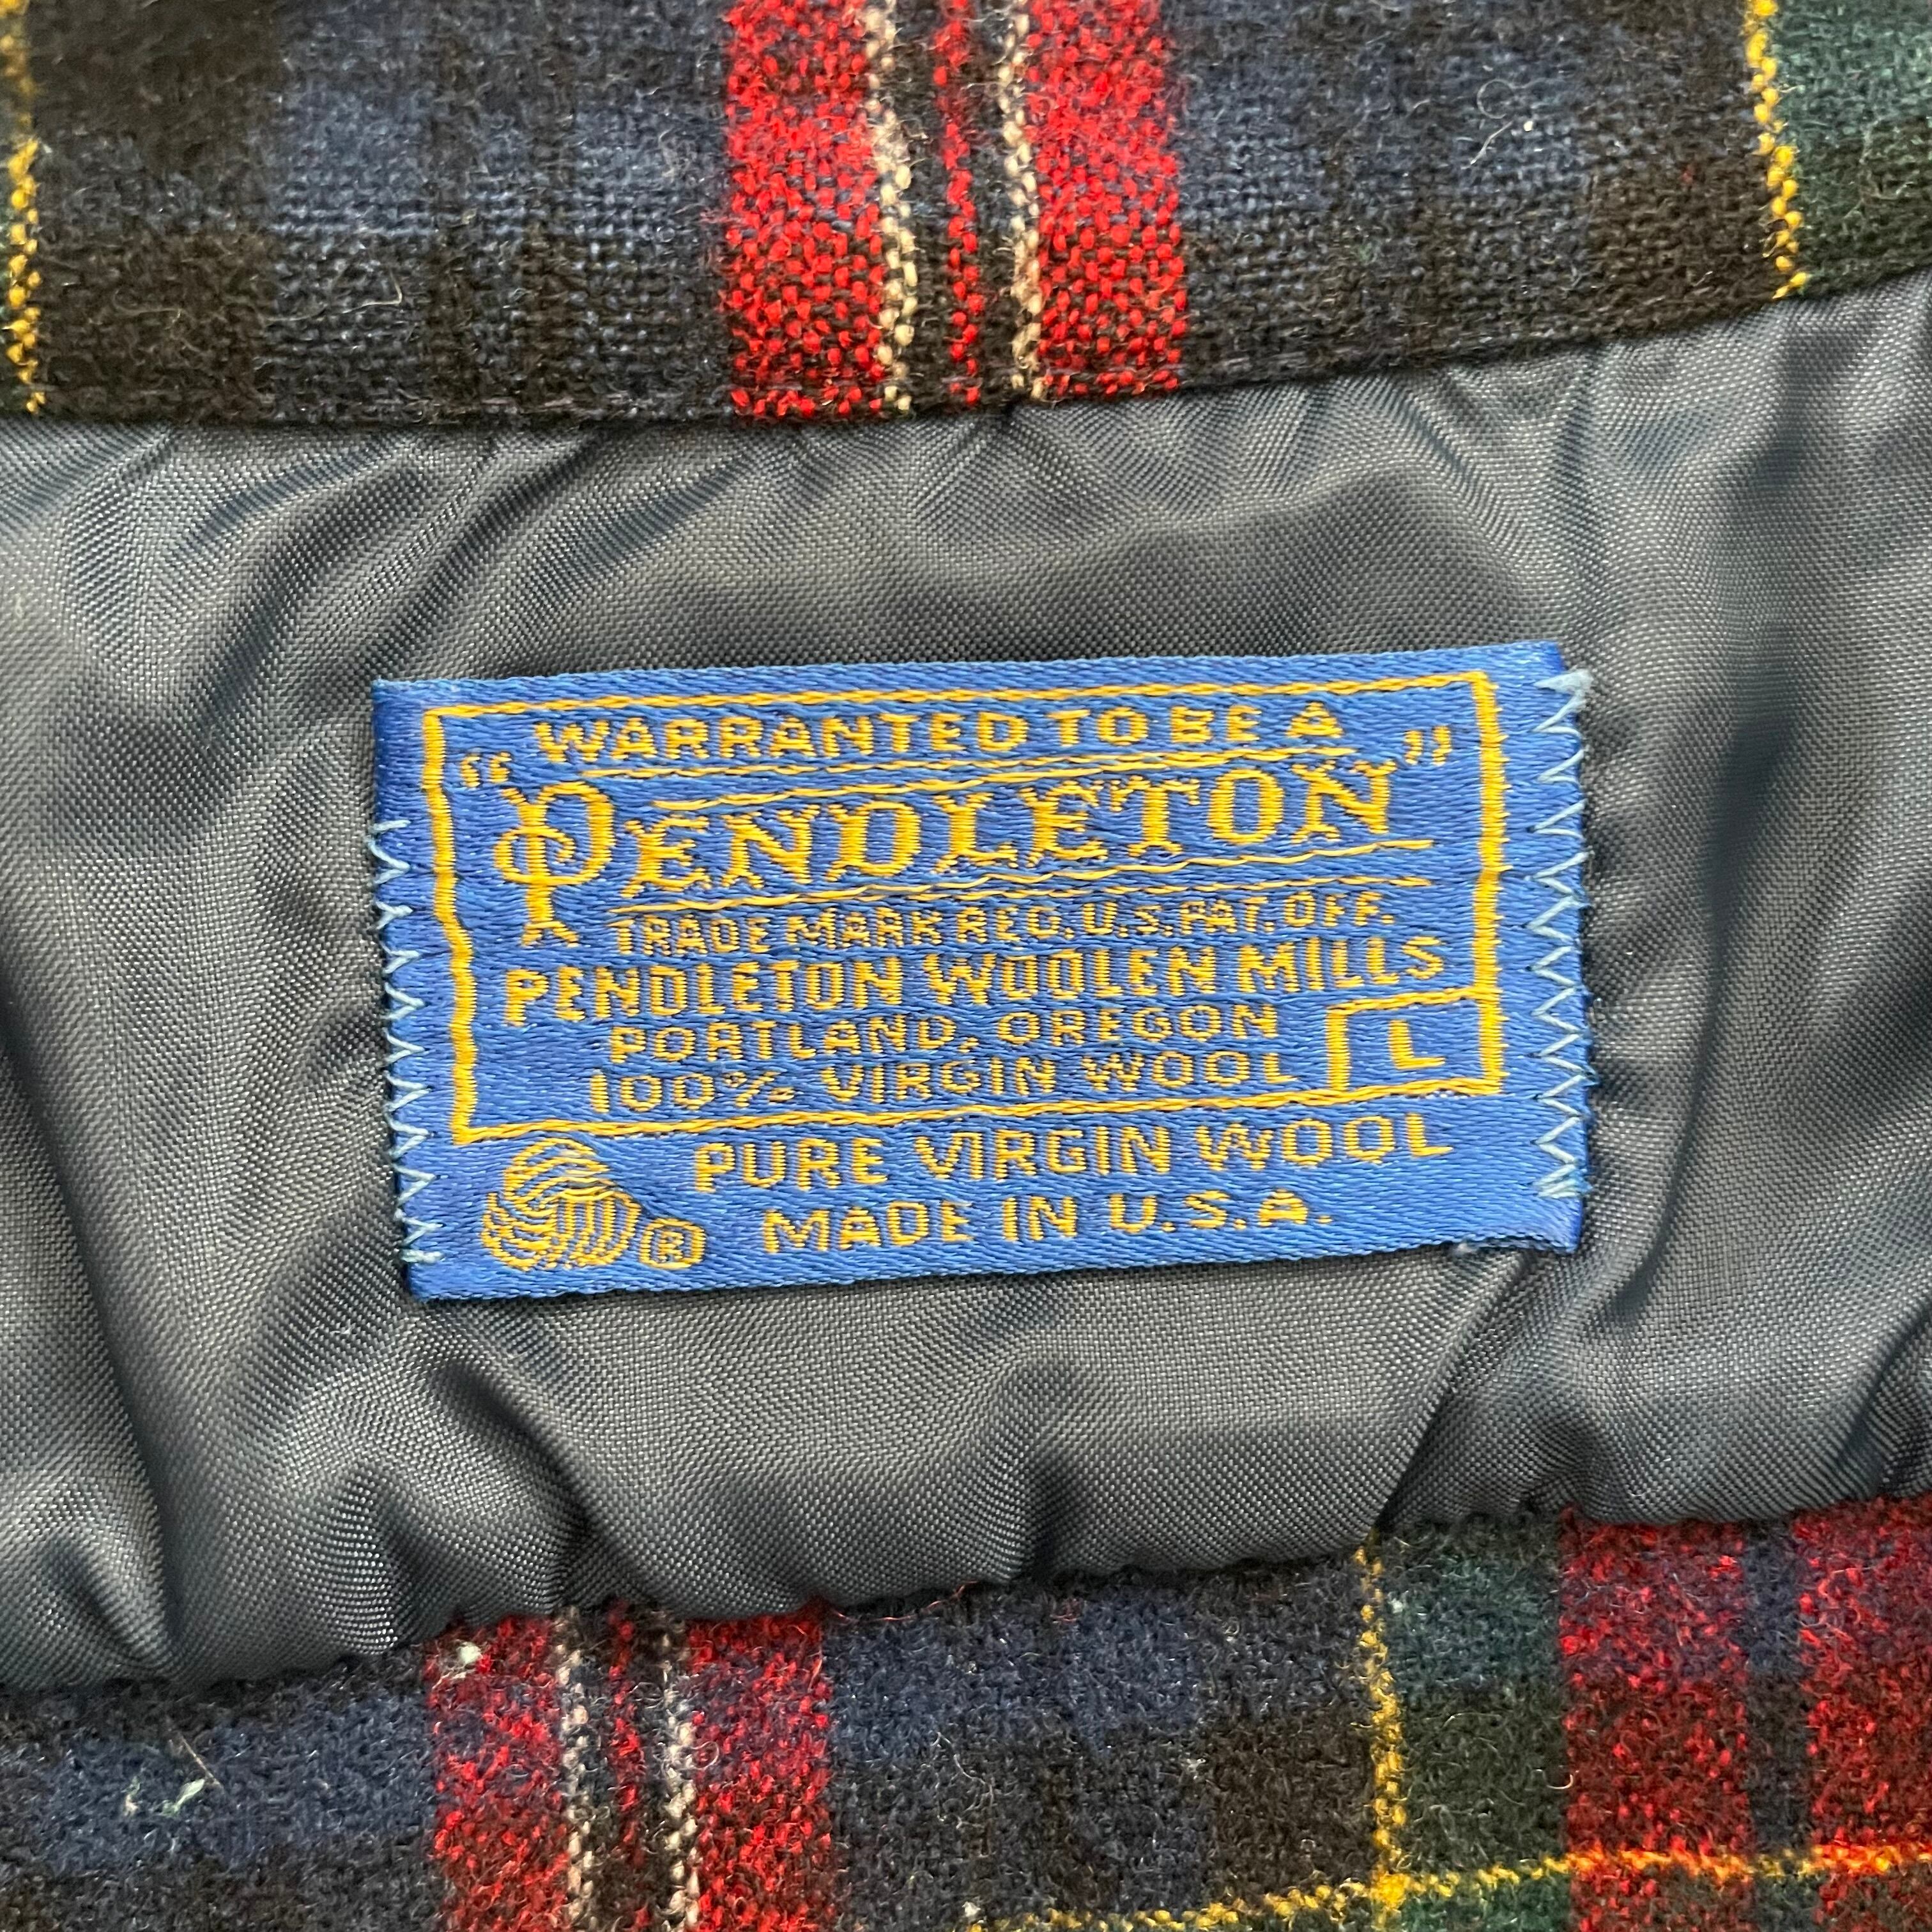 WARRANTED TO BE A
"PENDLETON"
TRADE MARK REG. U.S. PAT. OFF.
PENDLETON WOOLEN MILLS
PORTLAND, OREGON
100% VIRGIN WOOL L
PURE VIRGIN WOOL
® MADE IN U.S.A.